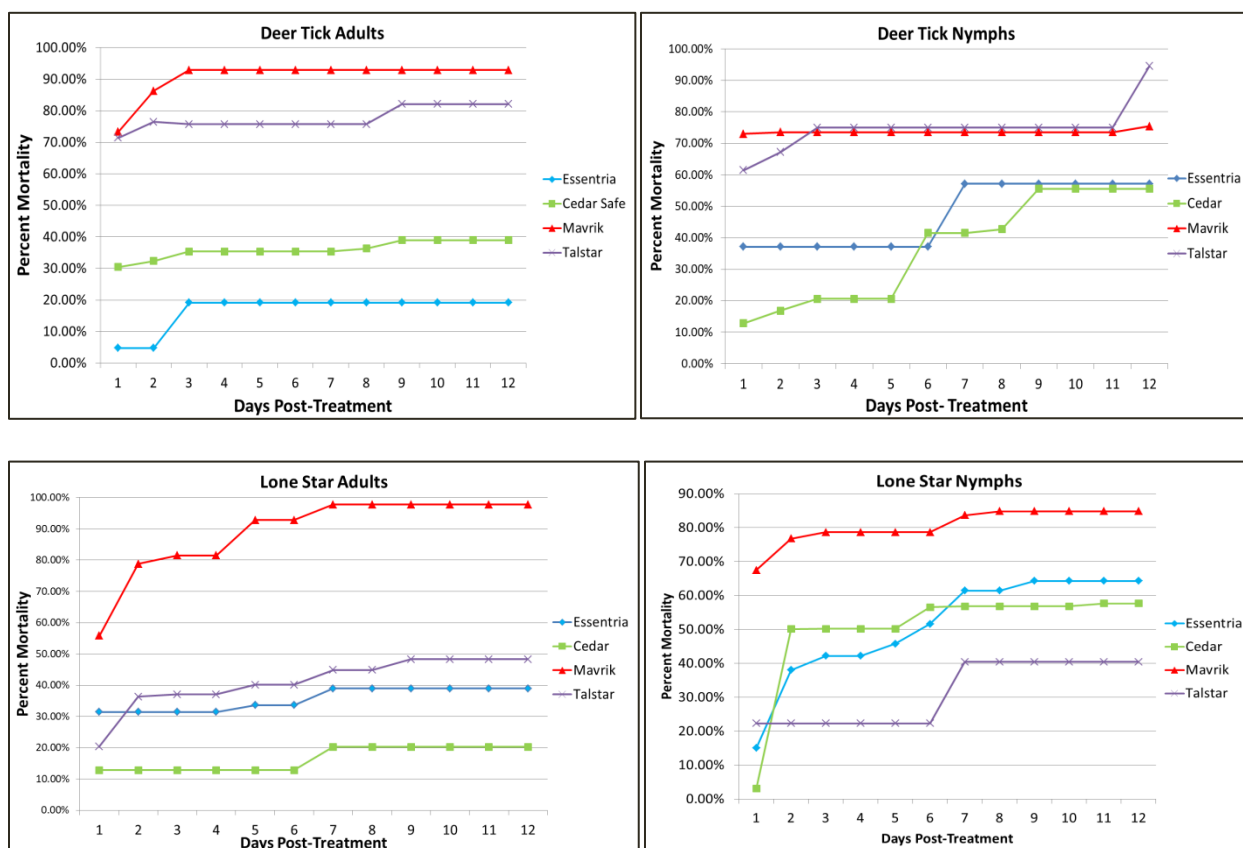 Deer Tick Adults
100.00%
90.00%
80.00%
70.00%
60.00%
50.00%
40.00%
30.00%
20.00%
10.00%
0.00%
Percent Mortality
1 2 3 4 5 6 7 8 9 10 11 12
Days Post-Treatment
Essentria
Cedar Safe
Mavrik
Talstar
Deer Tick Nymphs
100.00%
90.00%
80.00%
70.00%
60.00%
50.00%
40.00%
30.00%
20.00%
10.00%
0.00%
Percent Mortality
1 2 3 4 5 6 7 8 9 10 11 12
Days Post- Treatment
Essentria
Cedar
Mavrik
Talstar
Lone Star Adults
100.00%
90.00%
80.00%
70.00%
60.00%
50.00%
40.00%
30.00%
20.00%
10.00%
0.00%
Percent Mortality
1 2 3 4 5 6 7 8 9 10 11 12
Days Post-Treatment
Essentria
Cedar
Mavrik
Talstar
Lone Star Nymphs
90.00%
80.00%
70.00%
60.00%
50.00%
40.00%
30.00%
20.00%
10.00%
0.00%
Percent Mortality
1 2 3 4 5 6 7 8 9 10 11 12
Days Post-Treatment
Essentria
Cedar
Mavrik
Talstar